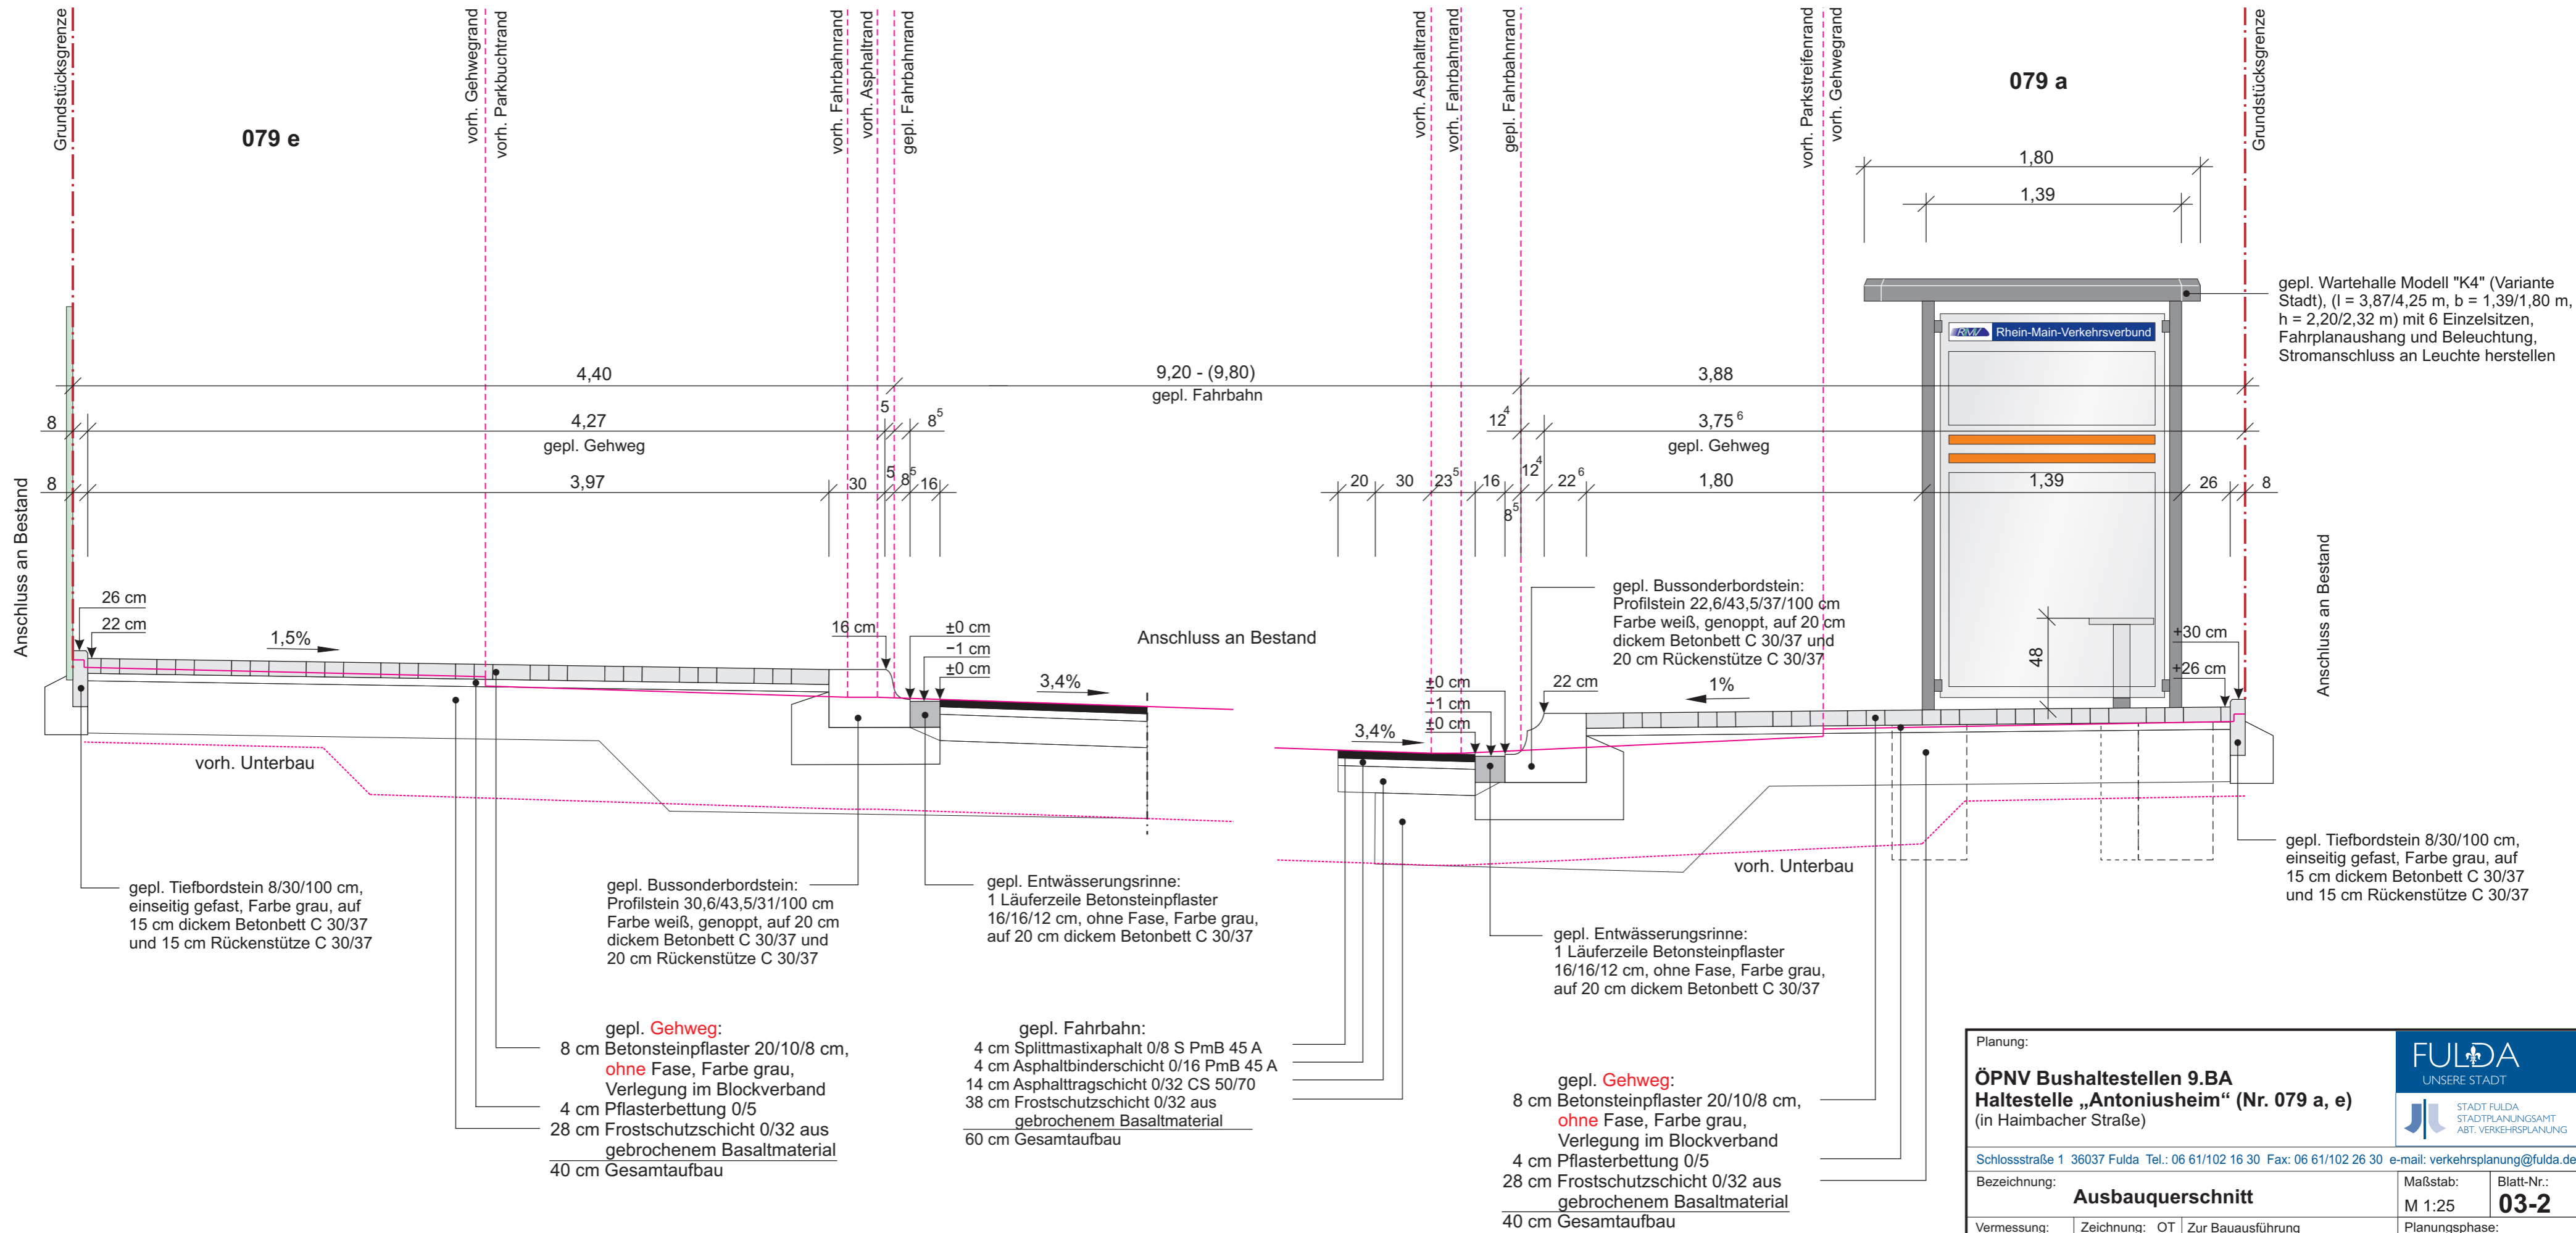 Grundstücksgrenze
079 e
vorh. Gehwegrand
vorh. Parkbuchtrand
vorh. Fahrbahnrand
vorh. Asphaltrand
gepl. Fahrbahnrand
vorh. Asphaltrand
vorh. Fahrbahnrand
gepl. Fahrbahnrand
vorh. Parkstreifenrand
vorh. Gehwegrand
079 a
Grundstücksgrenze
1,80
1,39
gepl. Wartehalle Modell "K4" (Variante
Stadt), (l = 3,87/4,25 m, b = 1,39/1,80 m,
h = 2,20/2,32 m) mit 6 Einzelsitzen,
Fahrplanaushang und Beleuchtung,
Stromanschluss an Leuchte herstellen
RMV Rhein-Main-Verkehrsverbund
4,40
9,20 - (9,80)
gepl. Fahrbahn
3,88
8
4,27
gepl. Gehweg
5
8⁵
12⁴
3,75⁶
gepl. Gehweg
8
3,97
30
5
8⁵
16
20
30
23⁵
16
8⁵
12⁴
22⁶
1,80
1,39
26
8
Anschluss an Bestand
26 cm
22 cm
1,5%
16 cm
±0 cm
−1 cm
±0 cm
3,4%
Anschluss an Bestand
gepl. Bussonderbordstein:
Profilstein 22,6/43,5/37/100 cm
Farbe weiß, genoppt, auf 20 cm
dickem Betonbett C 30/37 und
20 cm Rückenstütze C 30/37
±0 cm
−1 cm
±0 cm
3,4%
22 cm
1%
48
+30 cm
+26 cm
Anschluss an Bestand
vorh. Unterbau
vorh. Unterbau
gepl. Tiefbordstein 8/30/100 cm,
einseitig gefast, Farbe grau, auf
15 cm dickem Betonbett C 30/37
und 15 cm Rückenstütze C 30/37
gepl. Bussonderbordstein:
Profilstein 30,6/43,5/31/100 cm
Farbe weiß, genoppt, auf 20 cm
dickem Betonbett C 30/37 und
20 cm Rückenstütze C 30/37
gepl. Entwässerungsrinne:
1 Läuferzeile Betonsteinpflaster
16/16/12 cm, ohne Fase, Farbe grau,
auf 20 cm dickem Betonbett C 30/37
gepl. Entwässerungsrinne:
1 Läuferzeile Betonsteinpflaster
16/16/12 cm, ohne Fase, Farbe grau,
auf 20 cm dickem Betonbett C 30/37
gepl. Tiefbordstein 8/30/100 cm,
einseitig gefast, Farbe grau, auf
15 cm dickem Betonbett C 30/37
und 15 cm Rückenstütze C 30/37
gepl. Gehweg:
8 cm Betonsteinpflaster 20/10/8 cm,
ohne Fase, Farbe grau,
Verlegung im Blockverband
4 cm Pflasterbettung 0/5
28 cm Frostschutzschicht 0/32 aus
gebrochenem Basaltmaterial
40 cm Gesamtaufbau
gepl. Fahrbahn:
4 cm Splittmastixaphalt 0/8 S PmB 45 A
4 cm Asphaltbinderschicht 0/16 PmB 45 A
14 cm Asphalttragschicht 0/32 CS 50/70
38 cm Frostschutzschicht 0/32 aus
gebrochenem Basaltmaterial
60 cm Gesamtaufbau
gepl. Gehweg:
8 cm Betonsteinpflaster 20/10/8 cm,
ohne Fase, Farbe grau,
Verlegung im Blockverband
4 cm Pflasterbettung 0/5
28 cm Frostschutzschicht 0/32 aus
gebrochenem Basaltmaterial
40 cm Gesamtaufbau
Planung:
ÖPNV Bushaltestellen 9.BA
Haltestelle „Antoniusheim“ (Nr. 079 a, e)
(in Haimbacher Straße)
FULDA
UNSERE STADT
STADT FULDA
STADTPLANUNGSAMT
ABT. VERKEHRSPLANUNG
Schlossstraße 1 36037 Fulda Tel.: 06 61/102 16 30 Fax: 06 61/102 26 30 e-mail: verkehrsplanung@fulda.de
Bezeichnung:
Ausbauquerschnitt
Maßstab:
M 1:25
Blatt-Nr.:
03-2
Vermessung:
Zeichnung: OT
Zur Bauausführung
Planungsphase: